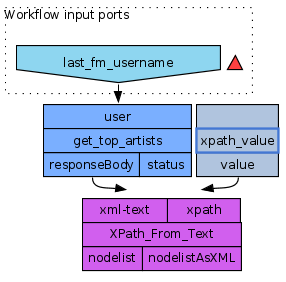 Workflow input ports
last_fm_username
user
get_top_artists
xpath_value
responseBody status
value
xml-text xpath
XPath_From_Text
nodelist nodelistAsXML